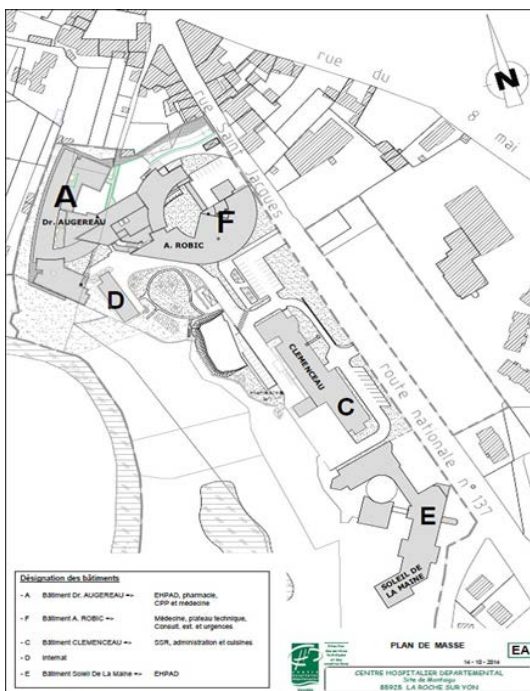 rue du 8 mai
N
rue Saint Jacques
A
Dr. AUGEREAU
F
A. ROBIC
D
CLEMENCEAU
C
route nationale n° 137
E
SOLEIL DE
LA MAINE
Désignation des bâtiments
- A Bâtiment Dr. AUGEREAU => EHPAD, pharmacie,
CPP et médecine
- F Bâtiment A. ROBIC => Médecine, plateau technique,
Consult. ext. et urgences
- C Bâtiment CLEMENCEAU => SSR, administration et cuisines
- D Internat
- E Bâtiment Soleil De La Maine => EHPAD
PLAN DE MASSE
EA
14 - 10 - 2014
CENTRE HOSPITALIER DEPARTEMENTAL
Site de Montaigu
85925 LA ROCHE SUR YON